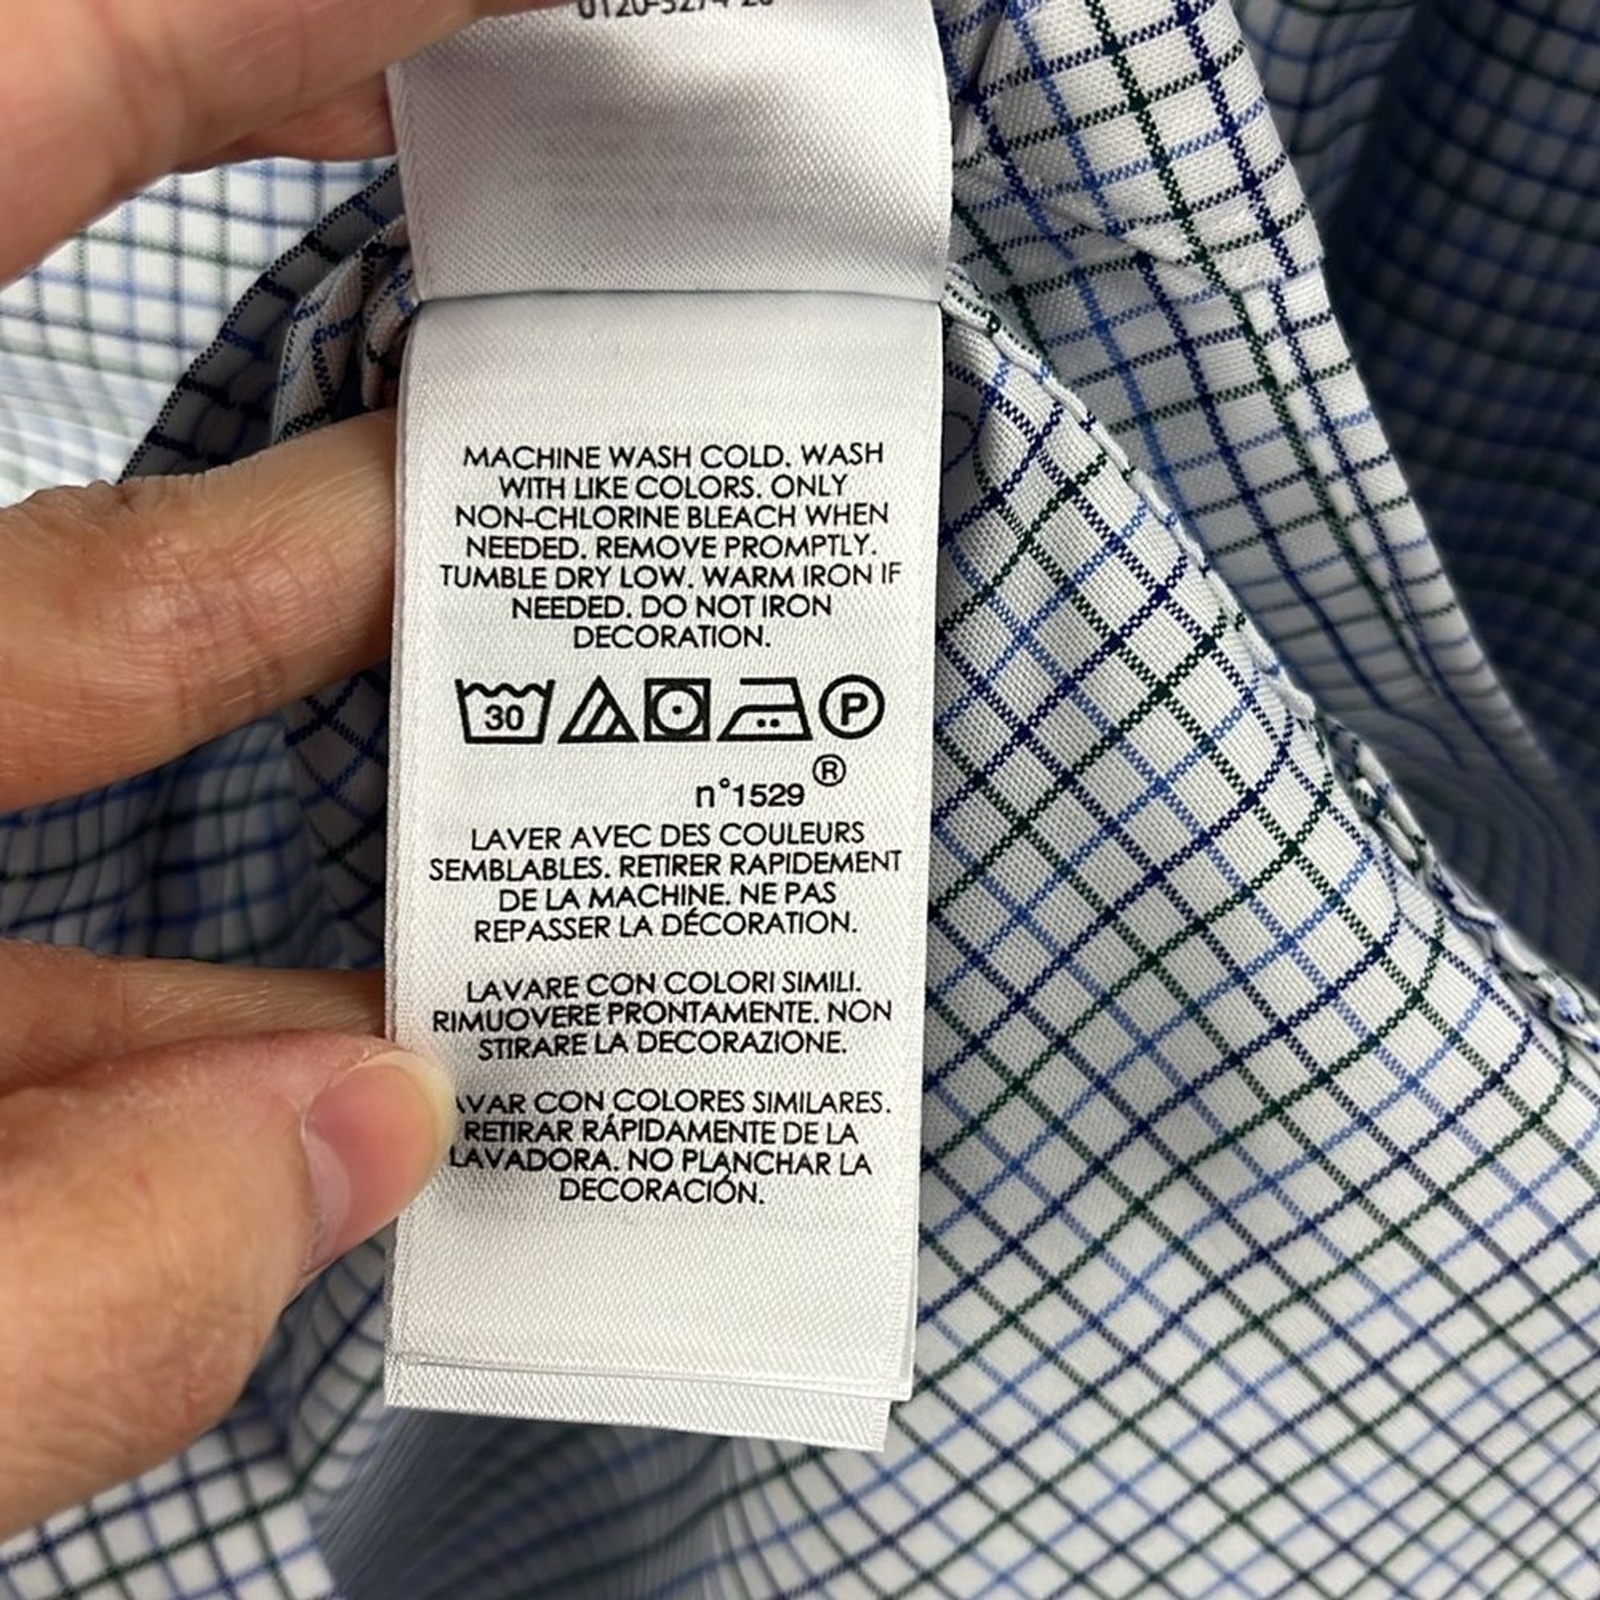 MACHINE WASH COLD. WASH
WITH LIKE COLORS. ONLY
NON-CHLORINE BLEACH WHEN
NEEDED. REMOVE PROMPTLY.
TUMBLE DRY LOW. WARM IRON IF
NEEDED. DO NOT IRON
DECORATION.
30 P
®
n°1529
LAVER AVEC DES COULEURS
SEMBLABLES. RETIRER RAPIDEMENT
DE LA MACHINE. NE PAS
REPASSER LA DÉCORATION.
LAVARE CON COLORI SIMILI.
RIMUOVERE PRONTAMENTE. NON
STIRARE LA DECORAZIONE.
AVAR CON COLORES SIMILARES.
RETIRAR RÁPIDAMENTE DE LA
LAVADORA. NO PLANCHAR LA
DECORACIÓN.